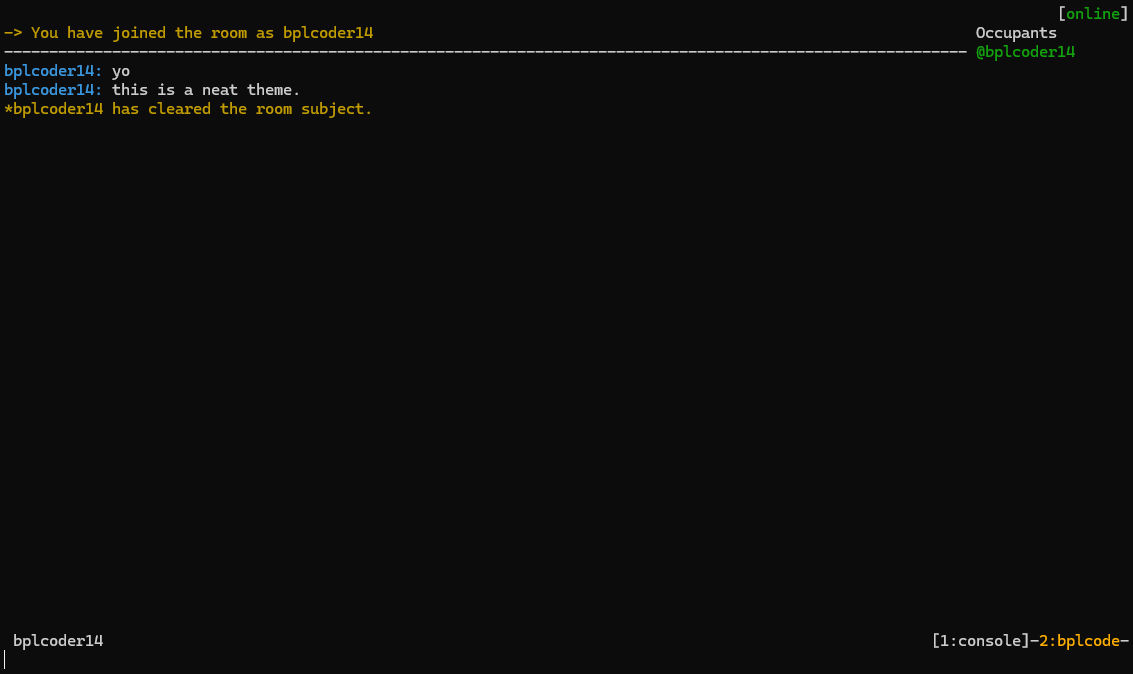 [online]
-> You have joined the room as bplcoder14
Occupants
@bplcoder14
bplcoder14: yo
bplcoder14: this is a neat theme.
*bplcoder14 has cleared the room subject.
bplcoder14
[1:console]-2:bplcode-